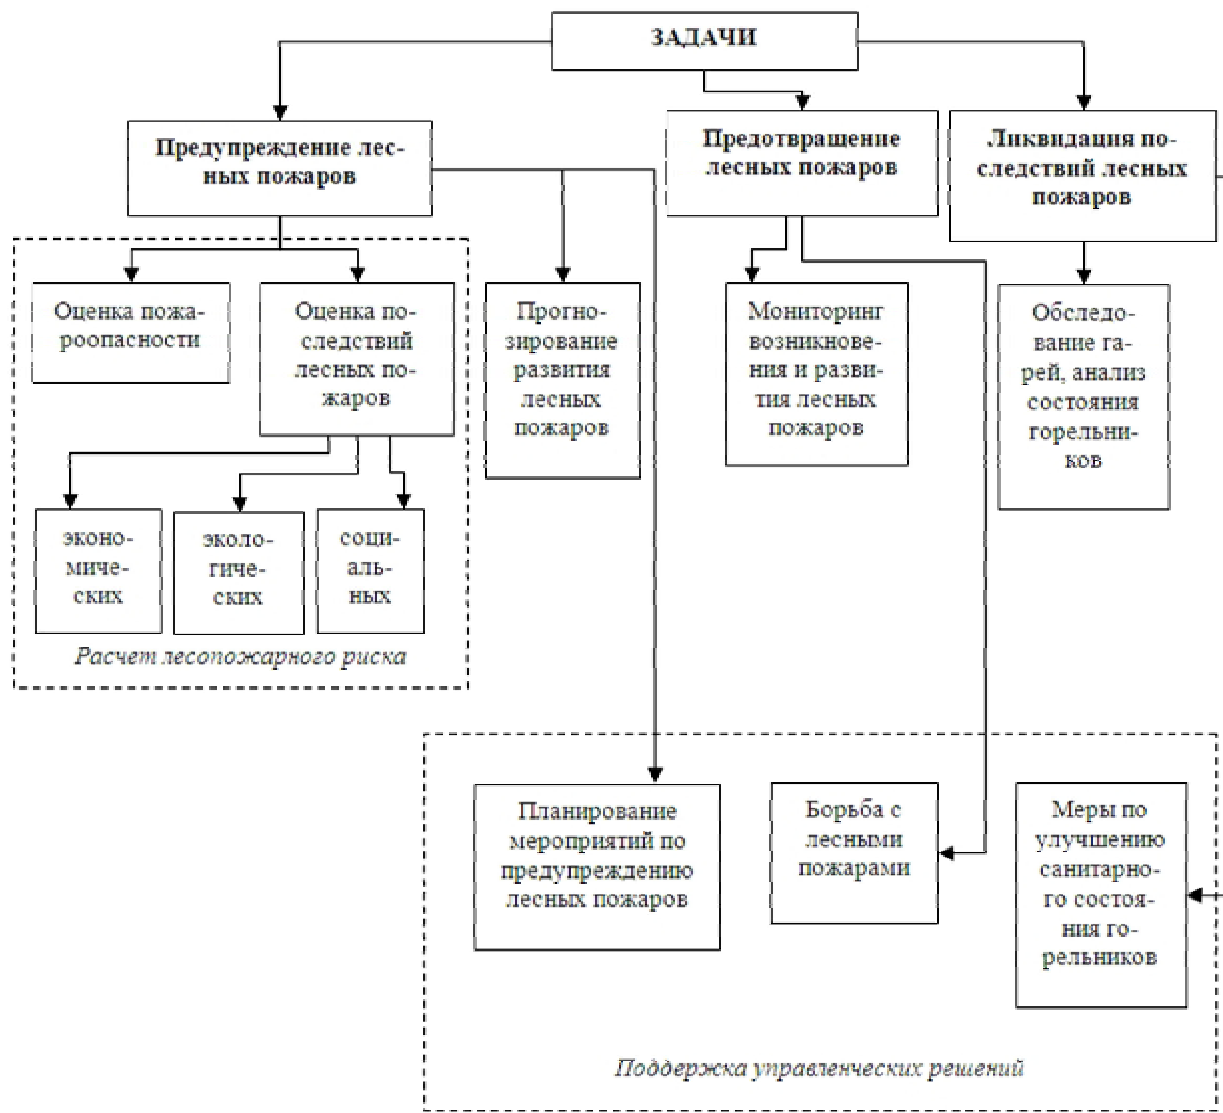 ЗАДАЧИ
Предупреждение лес-
ных пожаров
Предотвращение
лесных пожаров
Ликвидация по-
следствий лесных
пожаров
Оценка пожа-
роопасности
Оценка по-
следствий
лесных по-
жаров
Прогно-
зирование
развития
лесных
пожаров
Мониторинг
возникнове-
ния и разви-
тия лесных
пожаров
Обследо-
вание га-
рей, анализ
состояния
горельни-
ков
эконо-
миче-
ских
эколо-
гиче-
ских
соци-
аль-
ных
Расчет лесопожарного риска
Планирование
мероприятий по
предупреждению
лесных пожаров
Борьба с
лесными
пожарами
Меры по
улучшению
санитарно-
го состоя-
ния го-
рельников
Поддержка управленческих решений